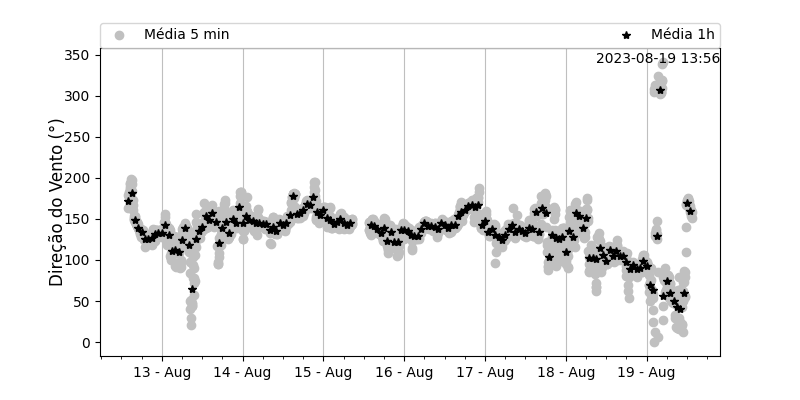 Média 5 min
Média 1h
2023-08-19 13:56
Direção do Vento (°)
350
300
250
200
150
100
50
0
13 - Aug
14 - Aug
15 - Aug
16 - Aug
17 - Aug
18 - Aug
19 - Aug